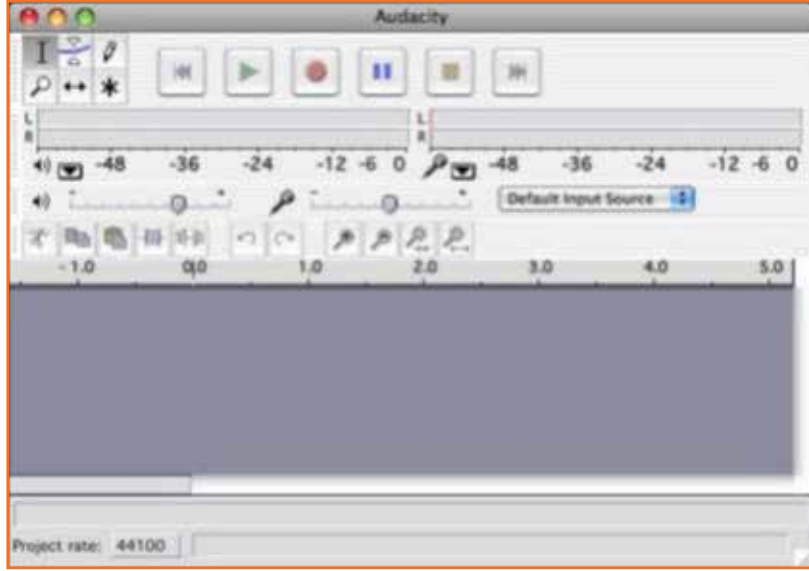 Audacity
L
R
-48 -36 -24 -12 -6 0
L
R
-48 -36 -24 -12 -6 0
- + - + Default Input Source
-1.0 0.0 1.0 2.0 3.0 4.0 5.0
Project rate: 44100